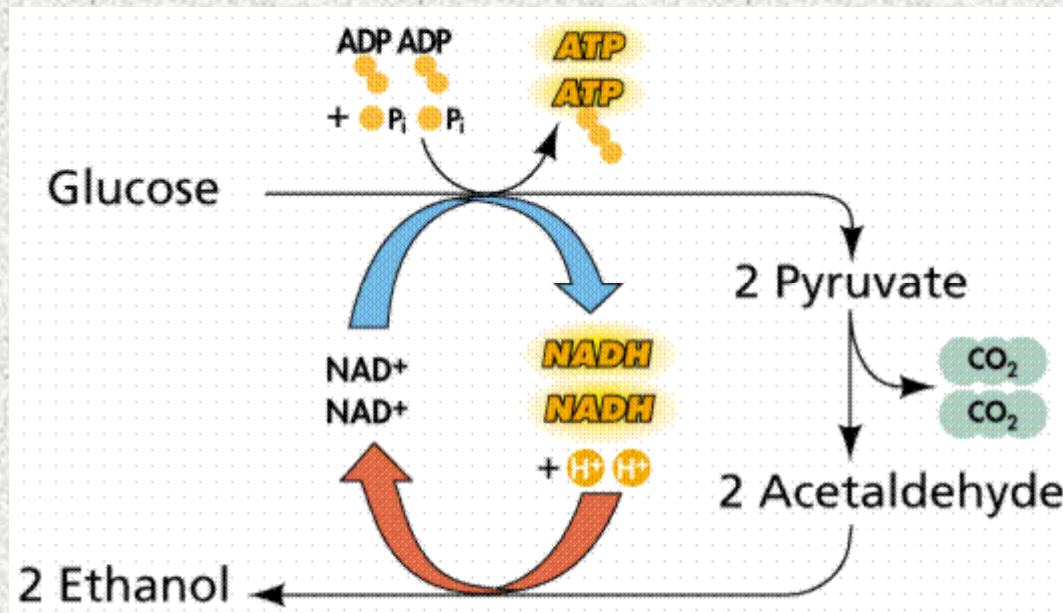 ADP ADP
+ Pi Pi
ATP
ATP
Glucose
2 Pyruvate
CO2
CO2
NAD+
NAD+
NADH
NADH
+ H+ H+
2 Acetaldehyde
2 Ethanol